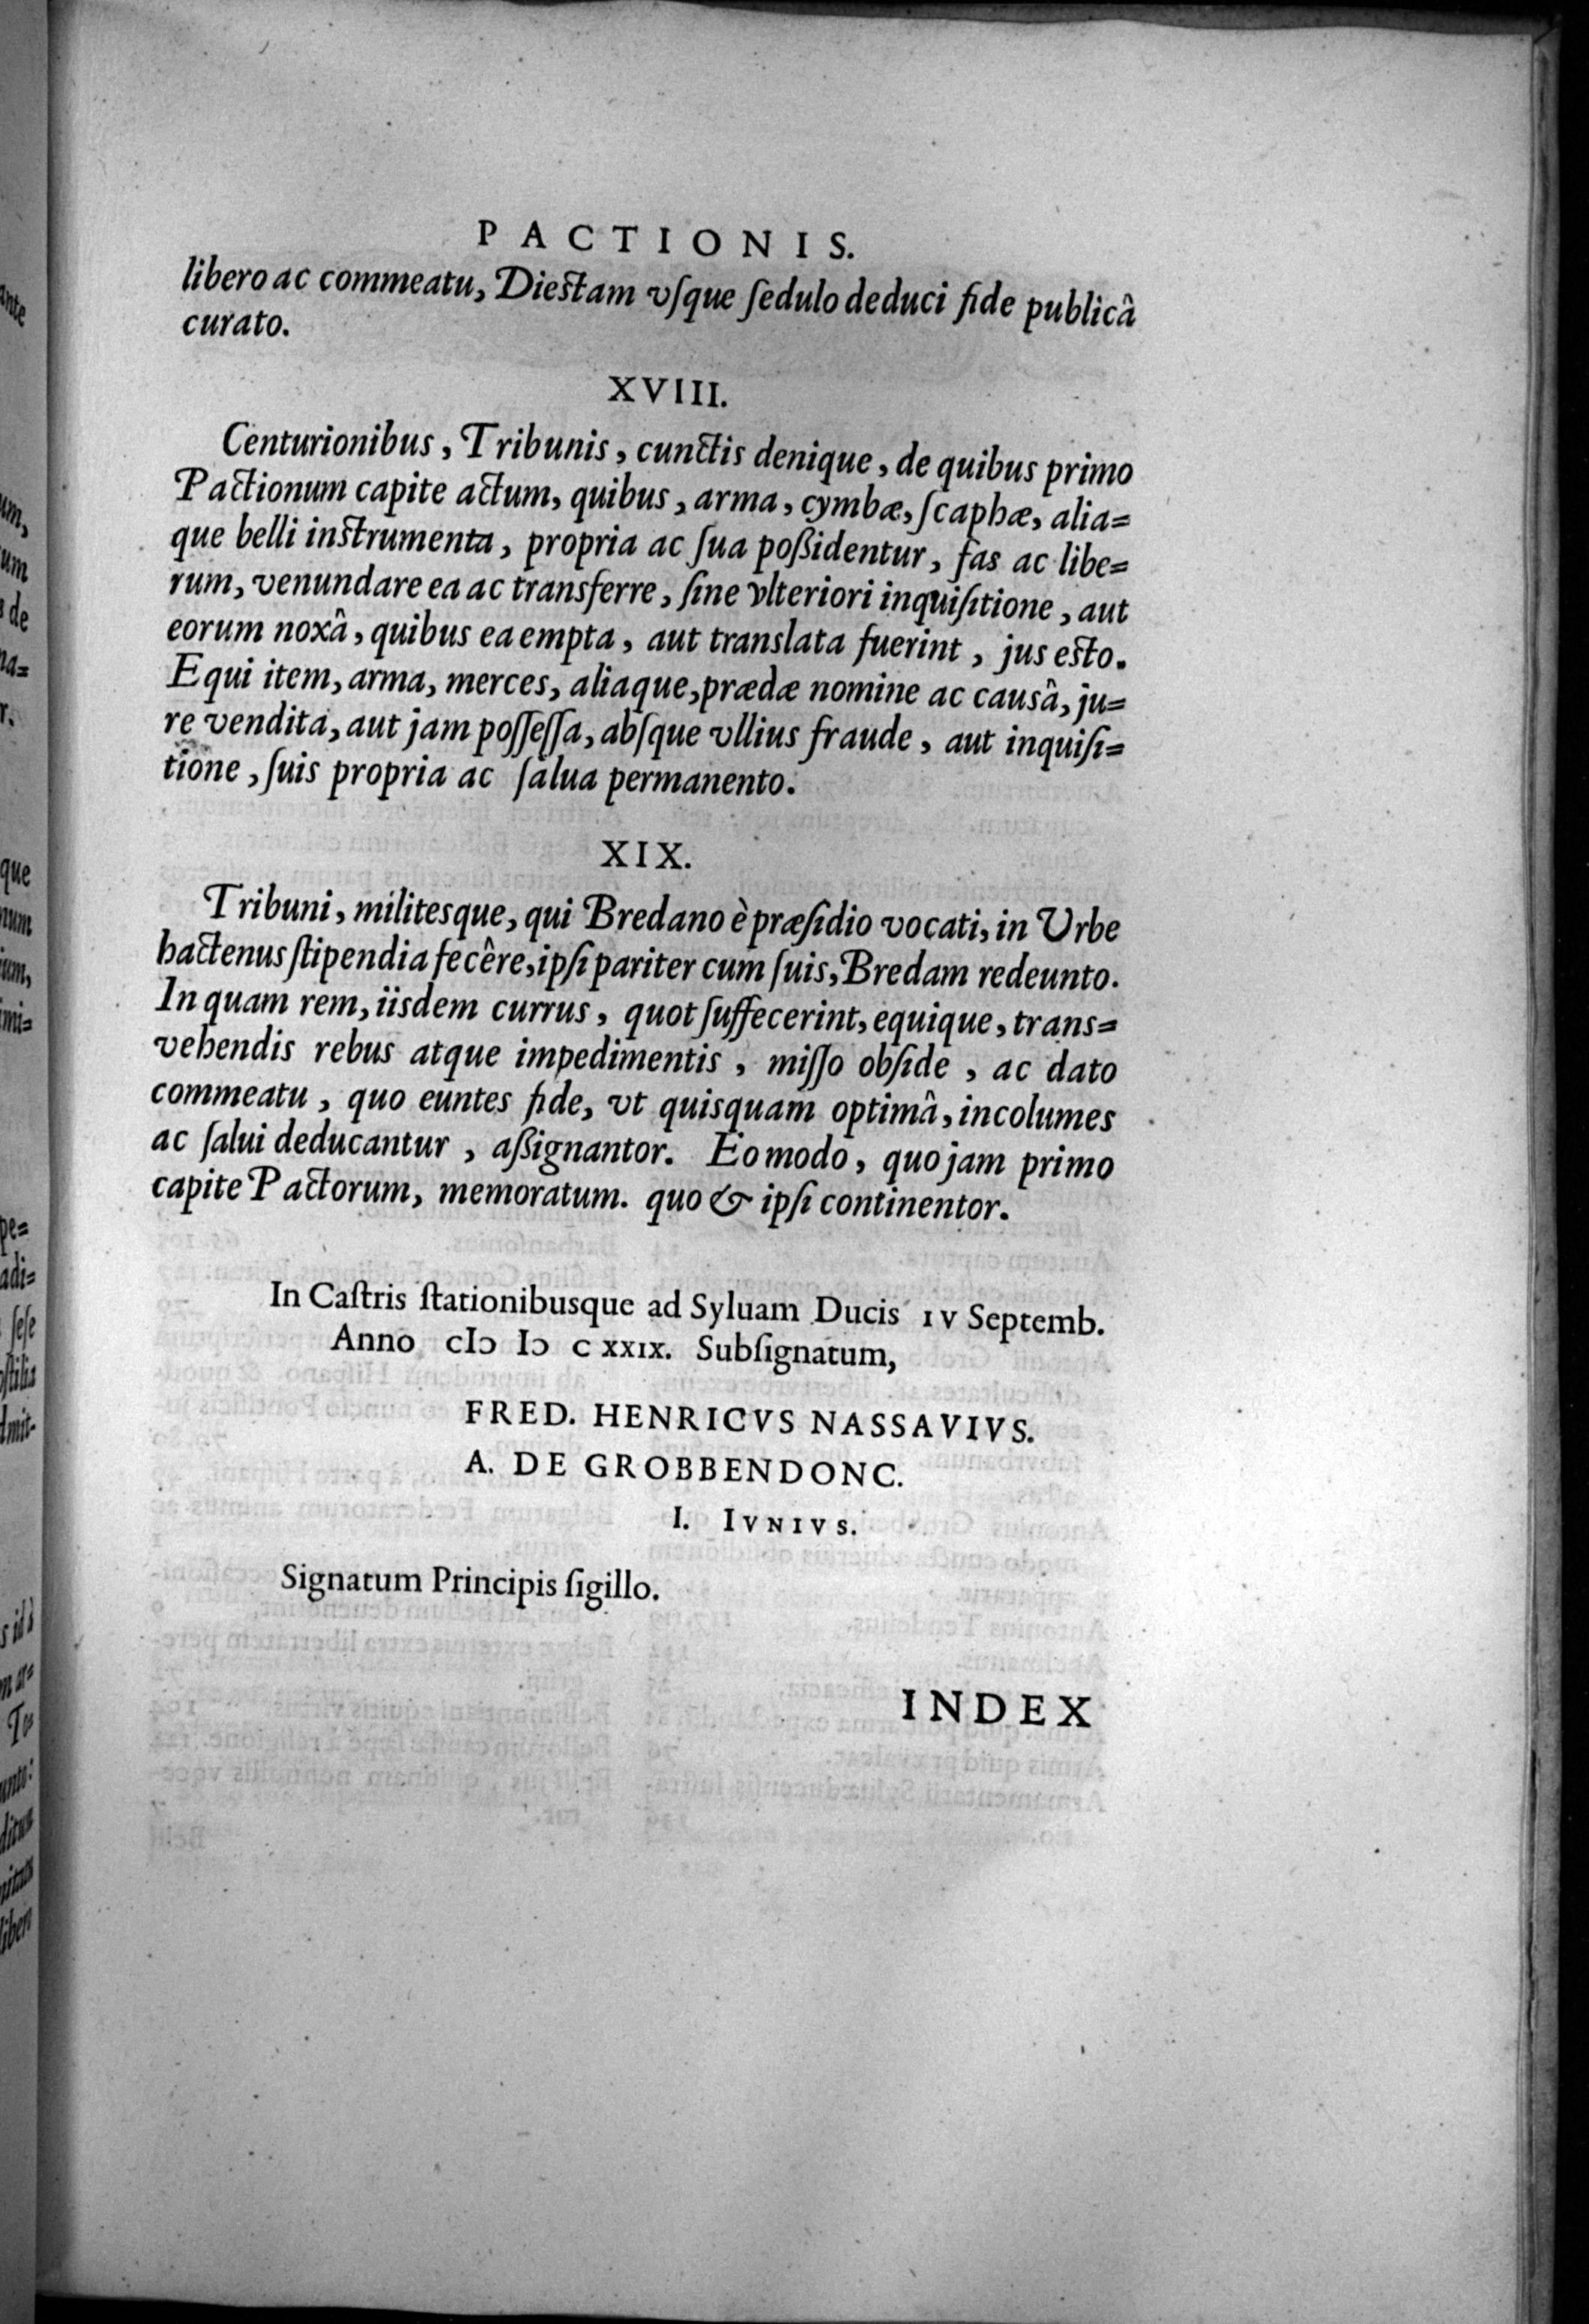 PACTIONIS.
libero ac commeatu, Diestam vſque ſedulo deduci fide publicâ
curato.
XVIII.
Centurionibus, Tribunis, cunctis denique, de quibus primo
Pactionum capite actum, quibus, arma, cymbæ, ſcaphæ, alia=
que belli instrumenta, propria ac ſua poßidentur, fas ac libe=
rum, venundare ea ac transferre, ſine vlteriori inquiſitione, aut
eorum noxâ, quibus ea empta, aut translata fuerint, jus esto.
Equi item, arma, merces, aliaque, prædæ nomine ac causâ, ju=
re vendita, aut jam poſſeſſa, abſque vllius fraude, aut inquiſi=
tione, ſuis propria ac ſalua permanento.
XIX.
Tribuni, militesque, qui Bredano è præſidio vocati, in Urbe
hactenus ſtipendia fecêre, ipſi pariter cum ſuis, Bredam redeunto.
In quam rem, iisdem currus, quot ſuffecerint, equique, trans=
vehendis rebus atque impedimentis, miſſo obſide, ac dato
commeatu, quo euntes fide, vt quisquam optimâ, incolumes
ac ſalui deducantur, aßignantor. Eo modo, quo jam primo
capite Pactorum, memoratum. quo & ipſi continentor.
In Caſtris ſtationibusque ad Syluam Ducis IV Septemb.
Anno cIɔ Iɔ c xxix. Subſignatum,
FRED. HENRICVS NASSAVIVS.
A. DE GROBBENDONC.
I. IVNIVS.
Signatum Principis ſigillo.
INDEX